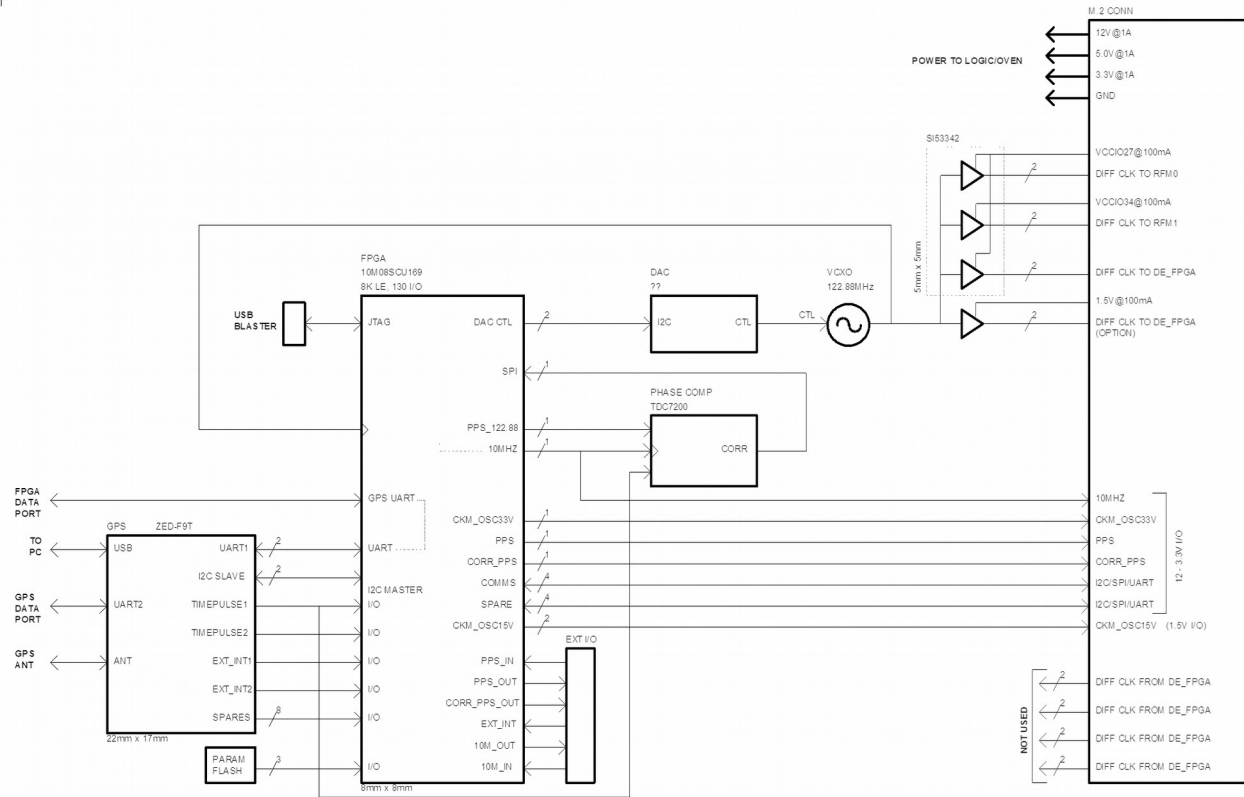 M.2 CONN
12V@1A
5.0V@1A
3.3V@1A
GND
POWER TO LOGIC/OVEN
SI53342
5mm x 5mm
VCCIO27@100mA
2
DIFF CLK TO RFM0
VCCIO34@100mA
2
DIFF CLK TO RFM1
2
DIFF CLK TO DE_FPGA
1.5V@100mA
2
DIFF CLK TO DE_FPGA
(OPTION)
FPGA
10M08SCU169
8K LE, 130 I/O
DAC
??
VCXO
122.88MHz
USB
BLASTER
JTAG
DAC CTL
2
I2C
CTL
CTL
SPI
1
PHASE COMP
TDC7200
PPS_122.88
1
10MHZ
1
CORR
FPGA
DATA
PORT
GPS UART
10MHZ
CKM_OSC33V
1
CKM_OSC33V
TO
PC
GPS
ZED-F9T
USB
UART1
2
UART
PPS
1
PPS
CORR_PPS
1
CORR_PPS
I2C SLAVE
2
I2C MASTER
COMMS
4
I2C/SPI/UART
GPS
DATA
PORT
UART2
TIMEPULSE1
I/O
SPARE
4
I2C/SPI/UART
12 - 3.3V I/O
TIMEPULSE2
I/O
CKM_OSC15V
2
CKM_OSC15V (1.5V I/O)
EXT I/O
GPS
ANT
ANT
EXT_INT1
I/O
PPS_IN
EXT_INT2
I/O
PPS_OUT
CORR_PPS_OUT
SPARES
8
I/O
EXT_INT
22mm x 17mm
10M_OUT
PARAM
FLASH
3
I/O
10M_IN
8mm x 8mm
NOT USED
2
DIFF CLK FROM DE_FPGA
2
DIFF CLK FROM DE_FPGA
2
DIFF CLK FROM DE_FPGA
2
DIFF CLK FROM DE_FPGA